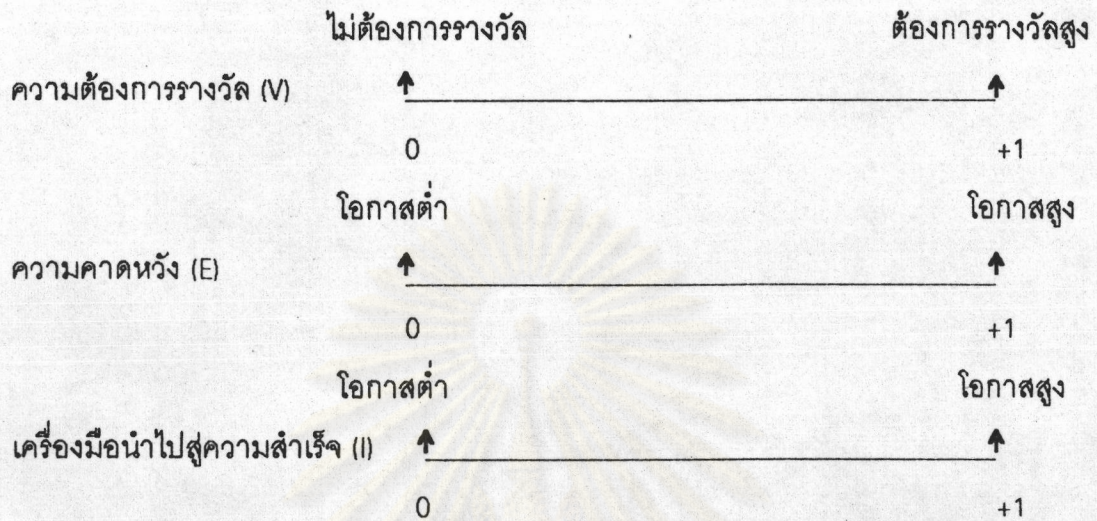 ไม่ต้องการรางวัล ต้องการรางวัลสูง
ความต้องการรางวัล (V)
0 +1
โอกาสต่ำ โอกาสสูง
ความคาดหวัง (E)
0 +1
โอกาสต่ำ โอกาสสูง
เครื่องมือนำไปสู่ความสำเร็จ (I)
0 +1